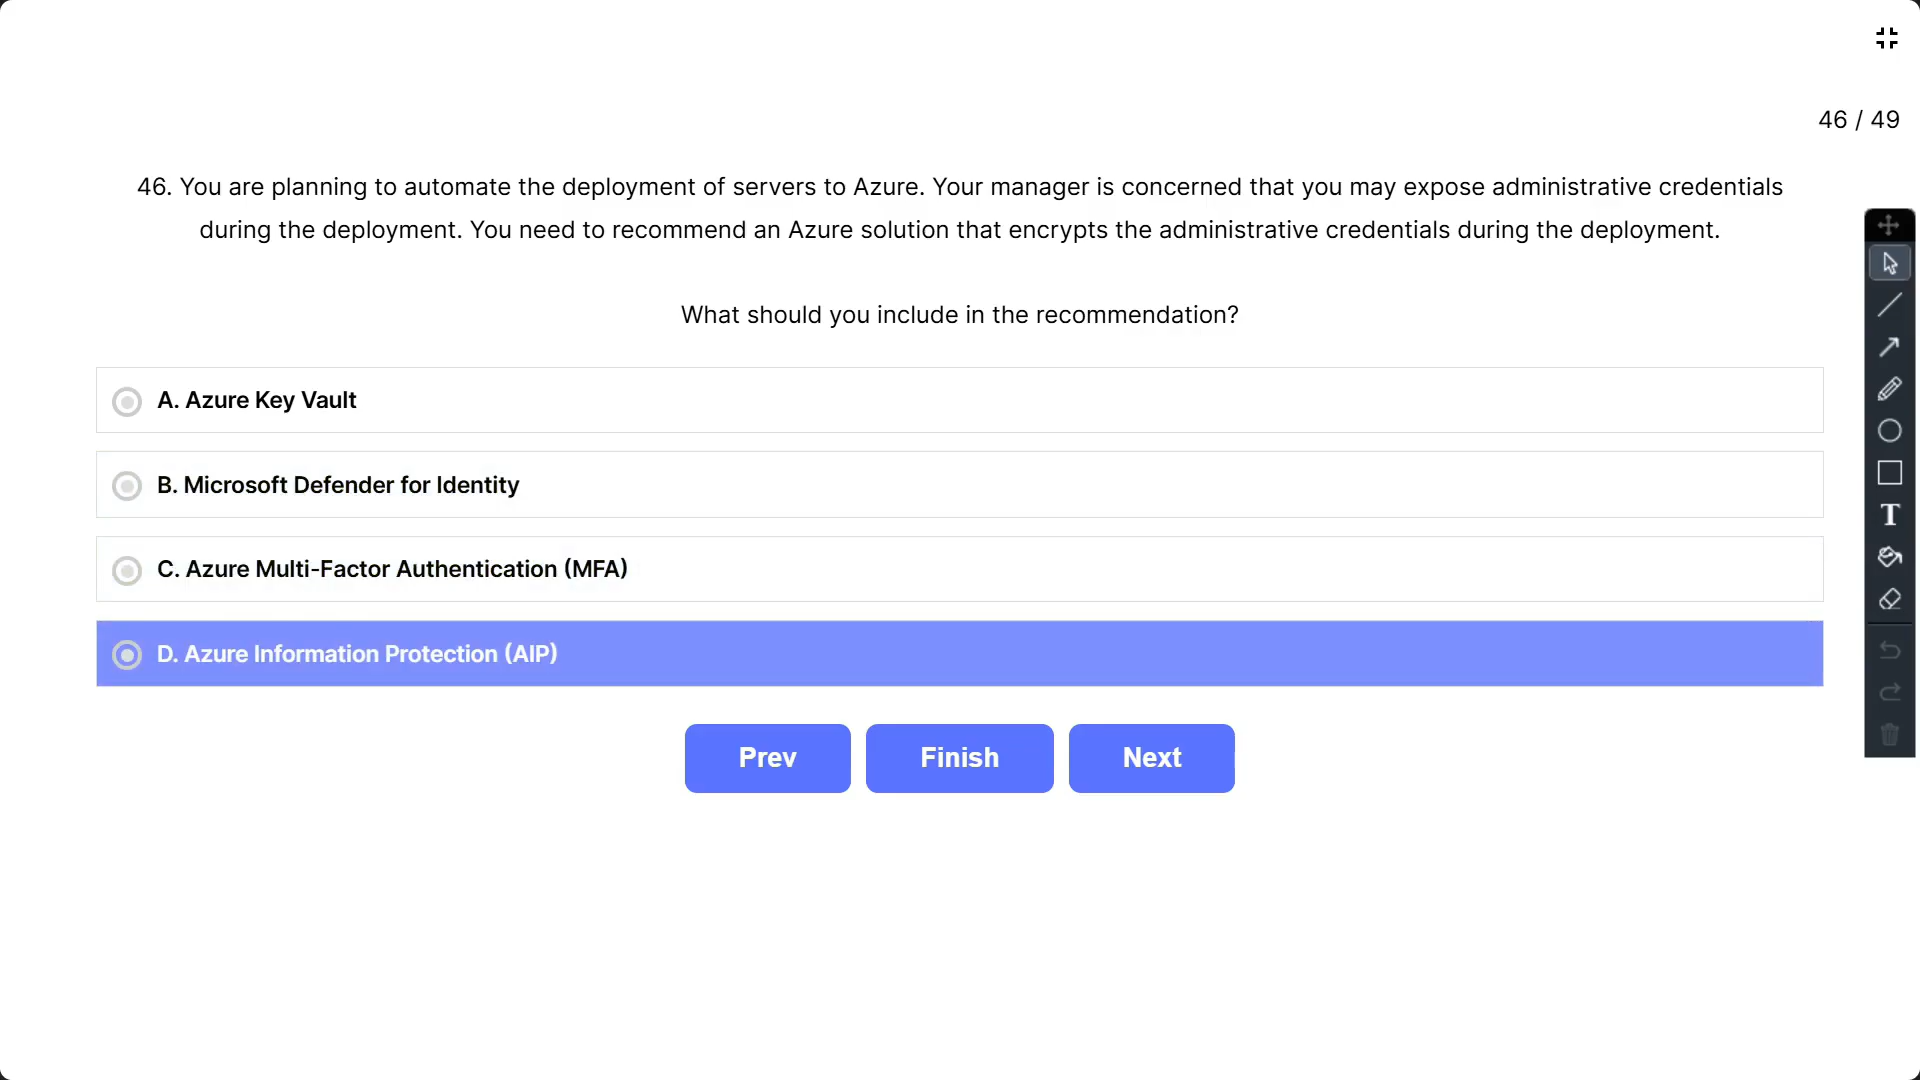 46 / 49
46. You are planning to automate the deployment of servers to Azure. Your manager is concerned that you may expose administrative credentials
during the deployment. You need to recommend an Azure solution that encrypts the administrative credentials during the deployment.
What should you include in the recommendation?
A. Azure Key Vault
B. Microsoft Defender for Identity
C. Azure Multi-Factor Authentication (MFA)
D. Azure Information Protection (AIP)
Prev Finish Next
T